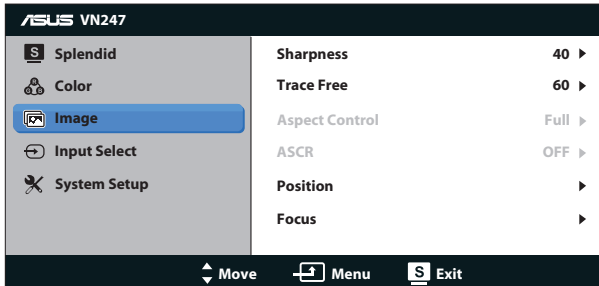 ASUS VN247
S Splendid
Color
Image
Input Select
System Setup
Sharpness 40
Trace Free 60
Aspect Control Full
ASCR OFF
Position
Focus
Move Menu S Exit